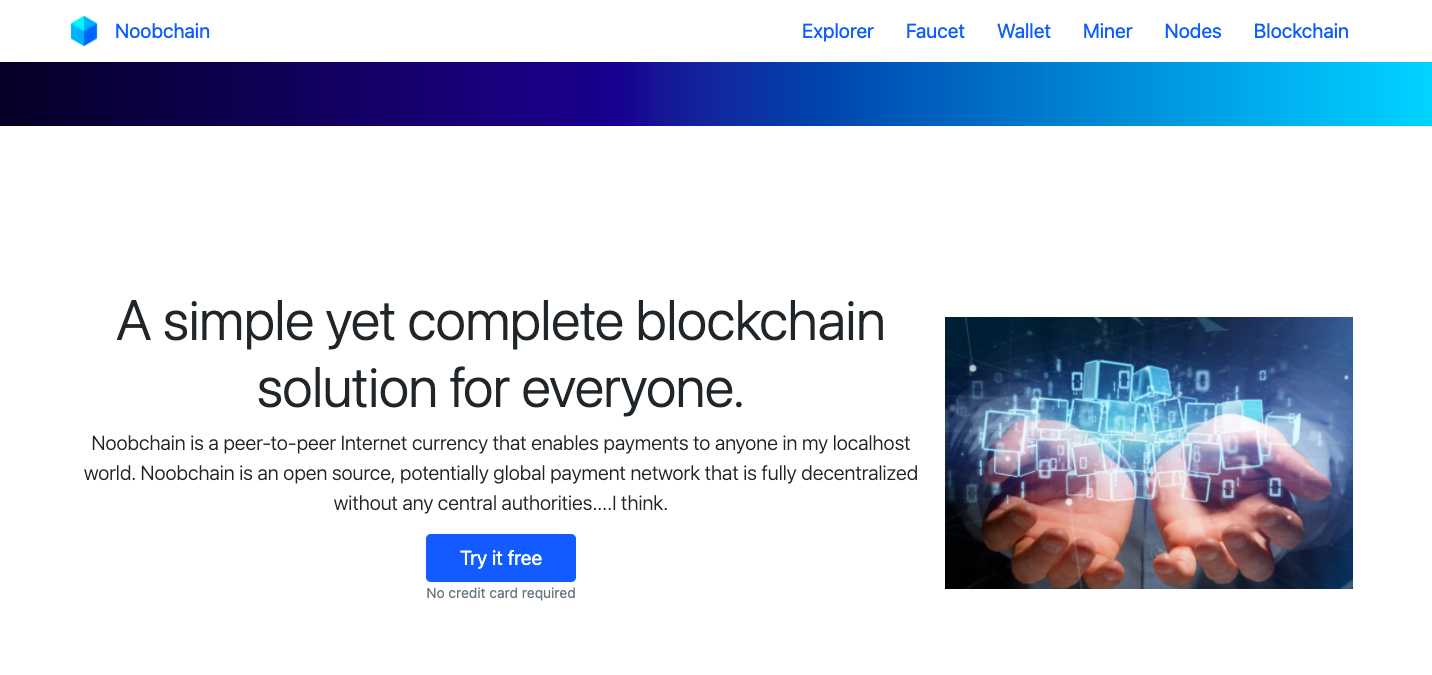 Noobchain
Explorer Faucet Wallet Miner Nodes Blockchain
A simple yet complete blockchain
solution for everyone.
Noobchain is a peer-to-peer Internet currency that enables payments to anyone in my localhost
world. Noobchain is an open source, potentially global payment network that is fully decentralized
without any central authorities....I think.
Try it free
No credit card required